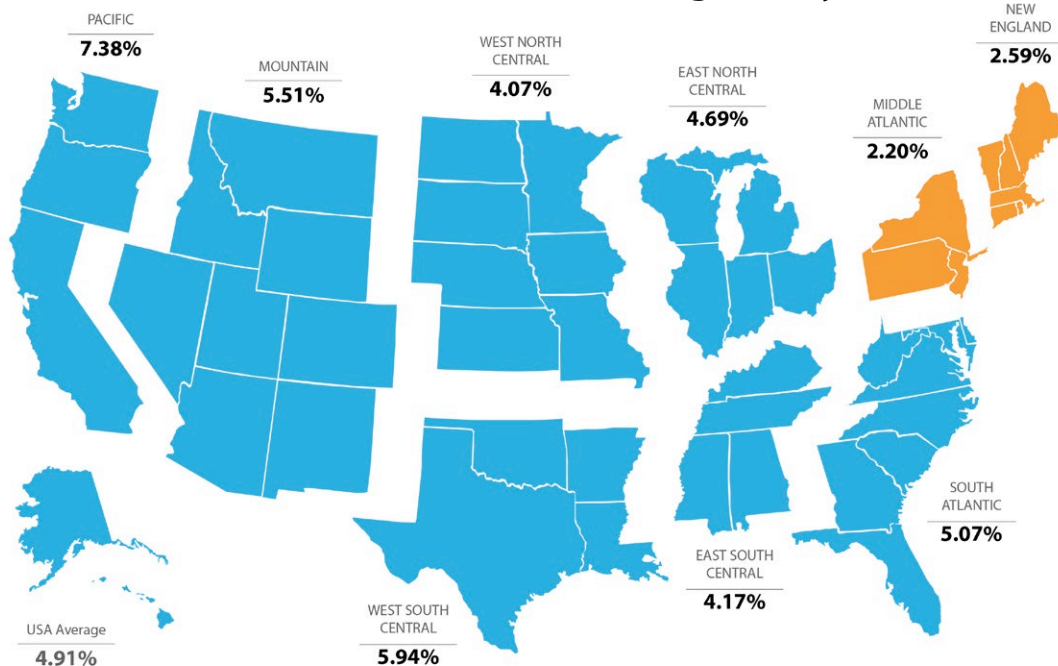 PACIFIC
7.38%
MOUNTAIN
5.51%
WEST NORTH
CENTRAL
4.07%
EAST NORTH
CENTRAL
4.69%
MIDDLE
ATLANTIC
2.20%
NEW
ENGLAND
2.59%
SOUTH
ATLANTIC
5.07%
EAST SOUTH
CENTRAL
4.17%
WEST SOUTH
CENTRAL
5.94%
USA Average
4.91%